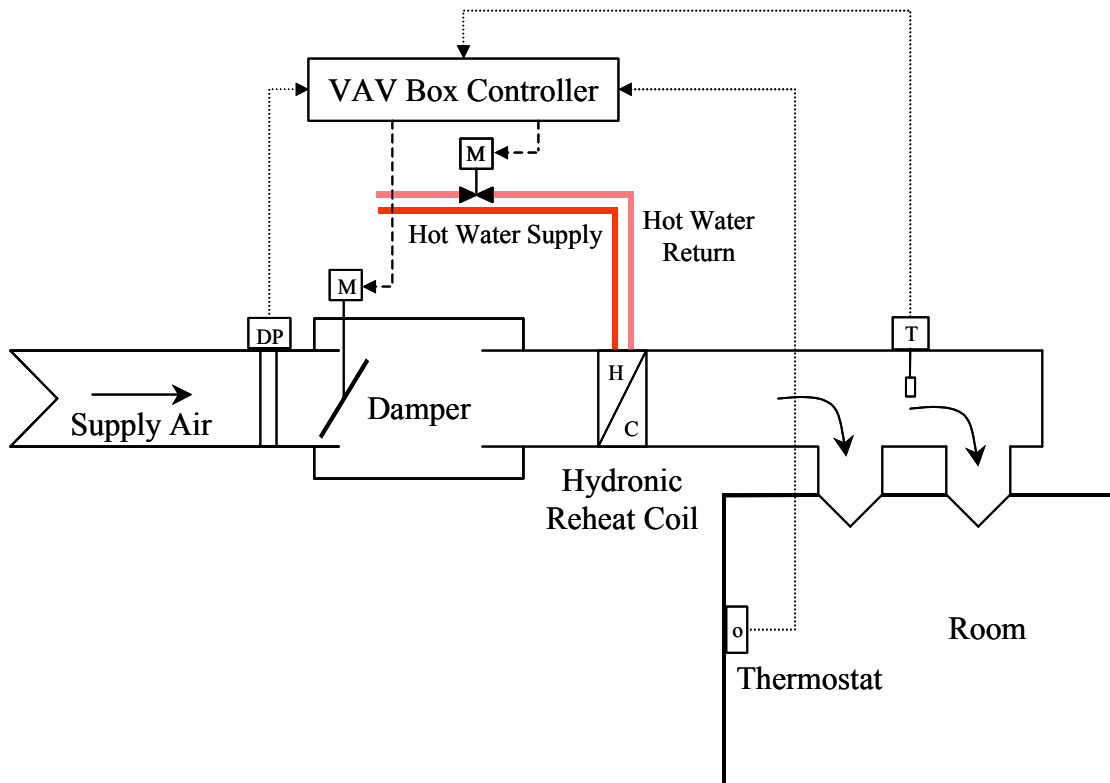 VAV Box Controller
M
Hot Water Supply
Hot Water
Return
M
DP
T
Supply Air
Damper
H
C
Hydronic
Reheat Coil
o
Room
Thermostat